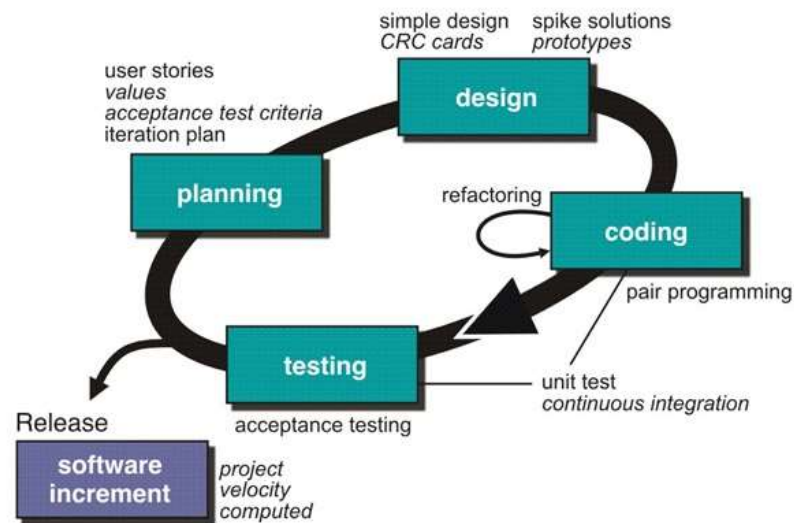 simple design
CRC cards
spike solutions
prototypes
user stories
values
acceptance test criteria
iteration plan
design
planning
refactoring
coding
pair programming
testing
unit test
continuous integration
acceptance testing
Release
software
increment
project
velocity
computed